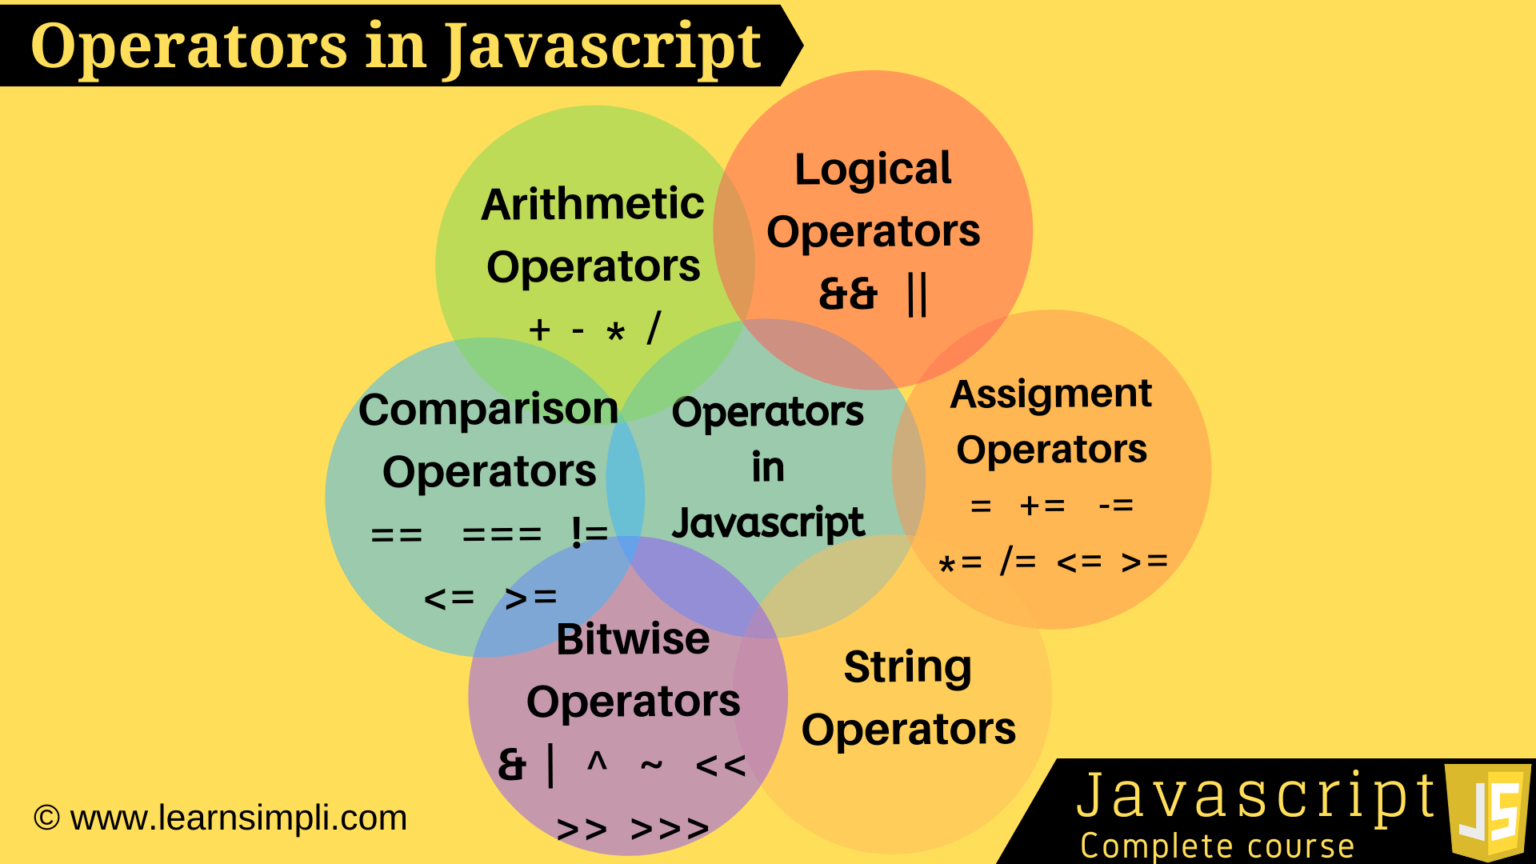 Operators in Javascript
Arithmetic
Operators
+ - * /
Logical
Operators
&& ||
Comparison
Operators
== === !=
<= >=
Operators
in
Javascript
Assigment
Operators
= += -=
*= /= <= >=
Bitwise
Operators
& | ^ ~ <<
>> >>>
String
Operators
© www.learnsimpli.com
Javascript
Complete course
JS